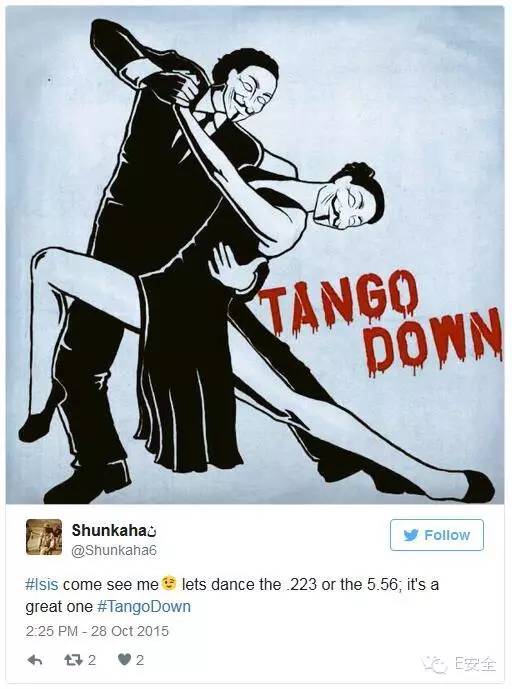 TANGO
DOWN
Shunkahaن
@Shunkaha6
Follow
#Isis come see me😉 lets dance the .223 or the 5.56; it's a
great one #TangoDown
2:25 PM - 28 Oct 2015
2 2
E安全